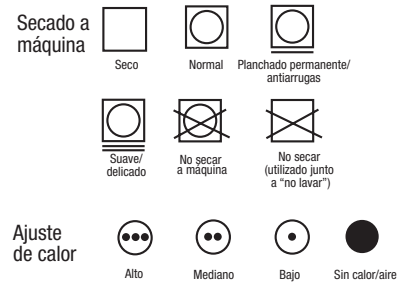 Secado a
máquina
Seco
Normal
Planchado permanente/
antiarrugas
Suave/
delicado
No secar
a máquina
No secar
(utilizado junto
a “no lavar”)
Ajuste
de calor
Alto
Mediano
Bajo
Sin calor/aire